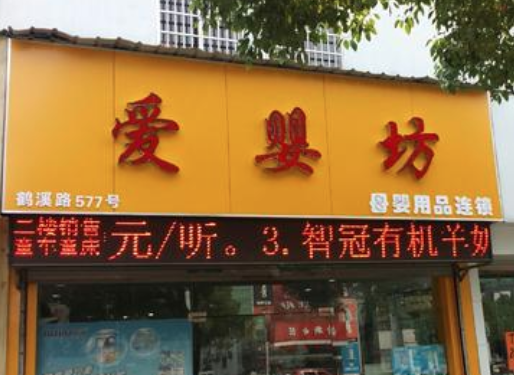 爱婴坊
鹤溪路577号
母婴用品连锁
二楼销售
童车童床
元/听。3.智冠有机羊奶